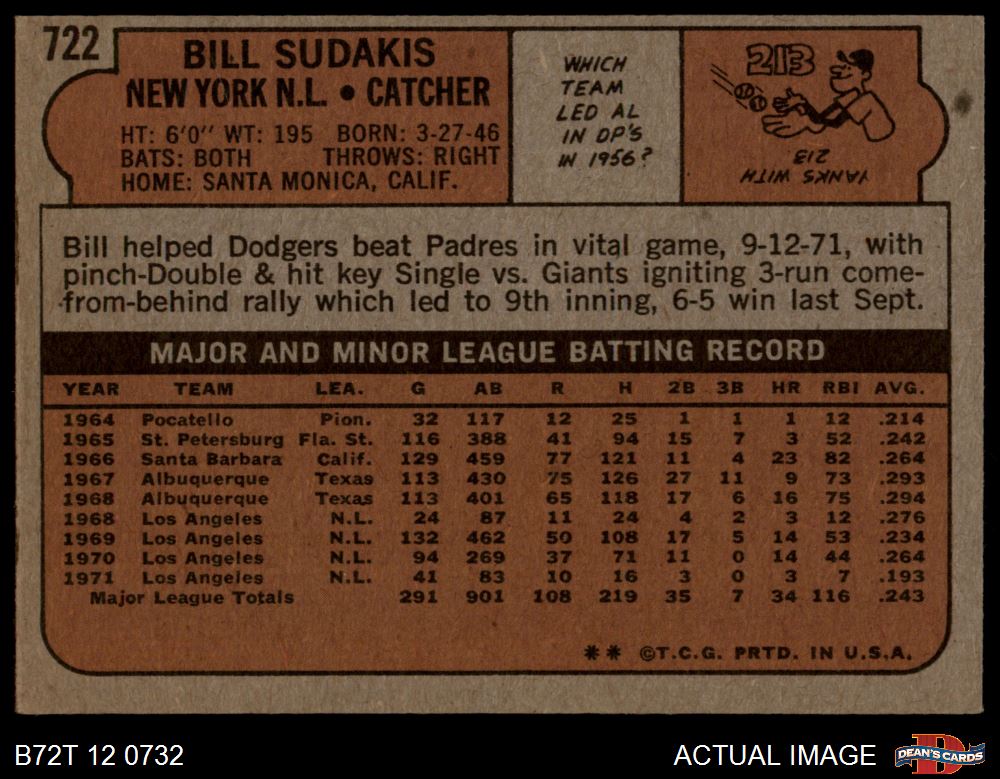 722
BILL SUDAKIS
NEW YORK N.L. • CATCHER
HT: 6'0" WT: 195 BORN: 3-27-46
BATS: BOTH THROWS: RIGHT
HOME: SANTA MONICA, CALIF.
WHICH
TEAM
LED AL
IN DP'S
IN 1956?
213
YANKS WITH
213
Bill helped Dodgers beat Padres in vital game, 9-12-71, with
pinch-Double & hit key Single vs. Giants igniting 3-run come-
from-behind rally which led to 9th inning, 6-5 win last Sept.
MAJOR AND MINOR LEAGUE BATTING RECORD
YEAR TEAM LEA. G AB R H 2B 3B HR RBI AVG.
1964 Pocatello Pion. 32 117 12 25 1 1 1 12 .214
1965 St. Petersburg Fla. St. 116 388 41 94 15 7 3 52 .242
1966 Santa Barbara Calif. 129 459 77 121 11 4 23 82 .264
1967 Albuquerque Texas 113 430 75 126 27 11 9 73 .293
1968 Albuquerque Texas 113 401 65 118 17 6 16 75 .294
1968 Los Angeles N.L. 24 87 11 24 4 2 3 12 .276
1969 Los Angeles N.L. 132 462 50 108 17 5 14 53 .234
1970 Los Angeles N.L. 94 269 37 71 11 0 14 44 .264
1971 Los Angeles N.L. 41 83 10 16 3 0 3 7 .193
Major League Totals 291 901 108 219 35 7 34 116 .243
** ©T.C.G. PRTD. IN U.S.A.
B72T 12 0732
ACTUAL IMAGE
DEAN'S CARDS